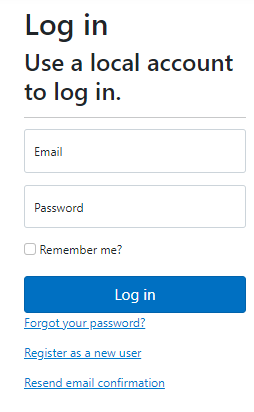 Log in
Use a local account
to log in.
Email
Password
Remember me?
Log in
Forgot your password?
Register as a new user
Resend email confirmation